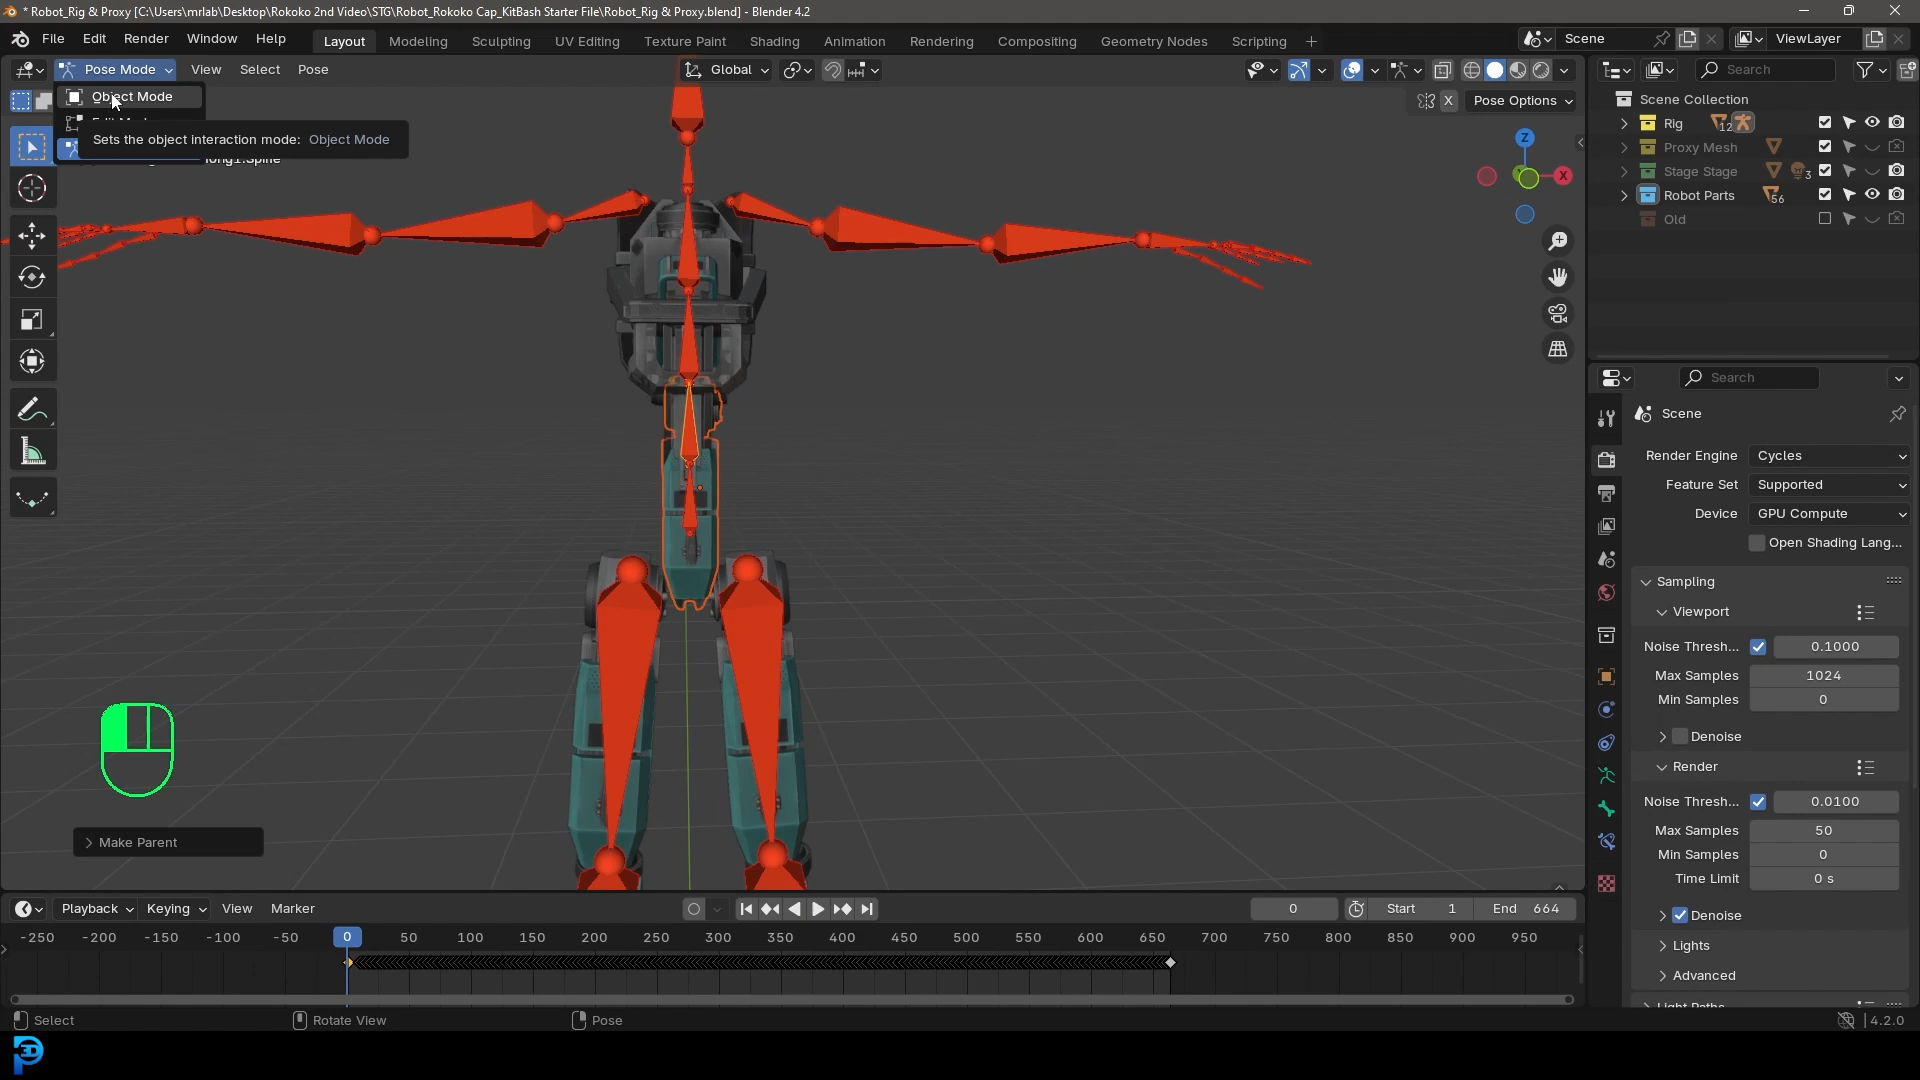 * Robot_Rig & Proxy [C:\Users\mrlab\Desktop\Rokoko 2nd Video\STG\Robot_Rokoko Cap_KitBash Starter File\Robot_Rig & Proxy.blend] - Blender 4.2
File Edit Render Window Help
Layout Modeling Sculpting UV Editing Texture Paint Shading Animation Rendering Compositing Geometry Nodes Scripting +
Scene
ViewLayer
Pose Mode View Select Pose
Global
Search
Object Mode
X Pose Options
Sets the object interaction mode: Object Mode
Z
X
Scene Collection
Rig 12
Proxy Mesh
Stage Stage 3
Robot Parts 56
Old
Search
Scene
Render Engine Cycles
Feature Set Supported
Device GPU Compute
Open Shading Lang...
Sampling
Viewport
Noise Thresh... 0.1000
Max Samples 1024
Min Samples 0
Denoise
Render
Noise Thresh... 0.0100
Max Samples 50
Min Samples 0
Time Limit 0 s
Denoise
Lights
Advanced
Light Paths
Make Parent
Playback Keying View Marker
0
Start 1
End 664
-250 -200 -150 -100 -50 0 50 100 150 200 250 300 350 400 450 500 550 600 650 700 750 800 850 900 950
Select
Rotate View
Pose
4.2.0